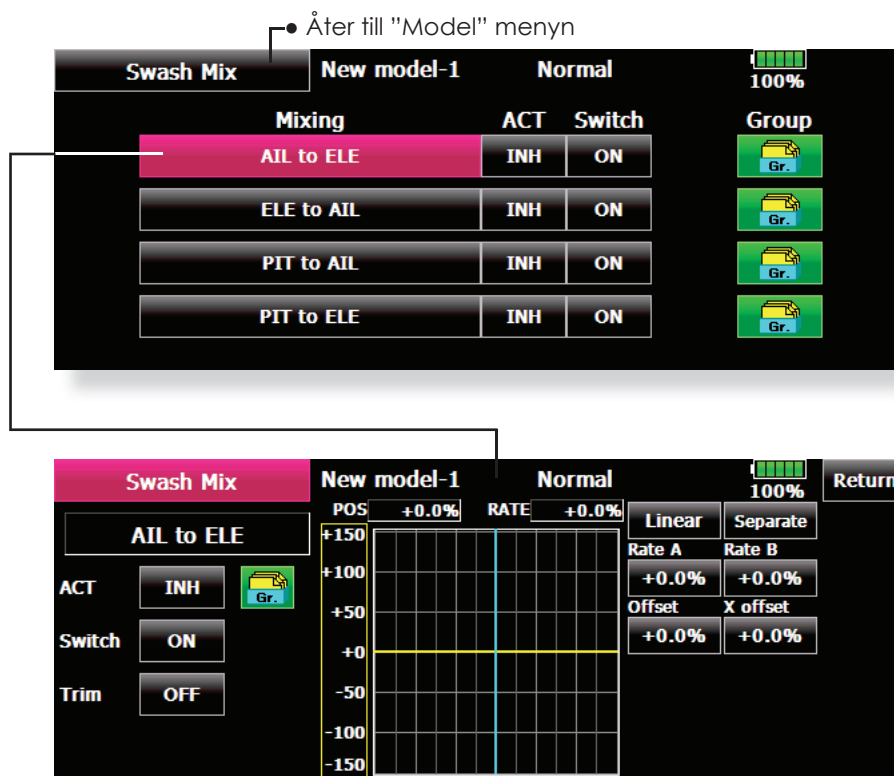 Åter till ”Model” menyn
Swash Mix New model-1 Normal 100%
Mixing ACT Switch Group
AIL to ELE INH ON Gr.
ELE to AIL INH ON Gr.
PIT to AIL INH ON Gr.
PIT to ELE INH ON Gr.
Swash Mix New model-1 Normal 100% Return
POS +0.0% RATE +0.0% Linear Separate
AIL to ELE
+150
Rate A Rate B
ACT INH Gr. +100 +0.0% +0.0%
+50 Offset X offset
Switch ON +0 +0.0% +0.0%
Trim OFF -50
-100
-150